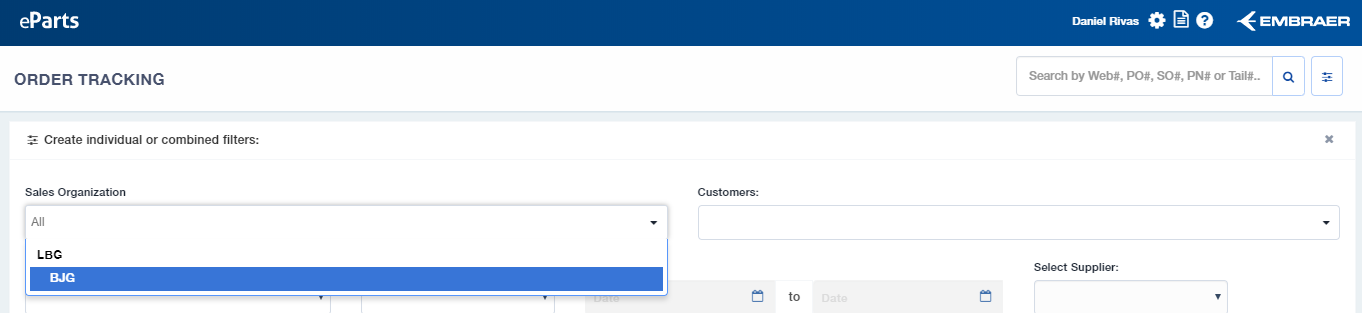 eParts
Daniel Rivas
EMBRAER
ORDER TRACKING
Search by Web#, PO#, SO#, PN# or Tail#..
Create individual or combined filters:
Sales Organization
Customers:
All
LBG
BJG
Select Supplier:
Date
to
Date